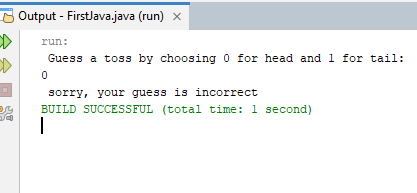 Output - FirstJava.java (run)
run:
Guess a toss by choosing 0 for head and 1 for tail:
0
sorry, your guess is incorrect
BUILD SUCCESSFUL (total time: 1 second)